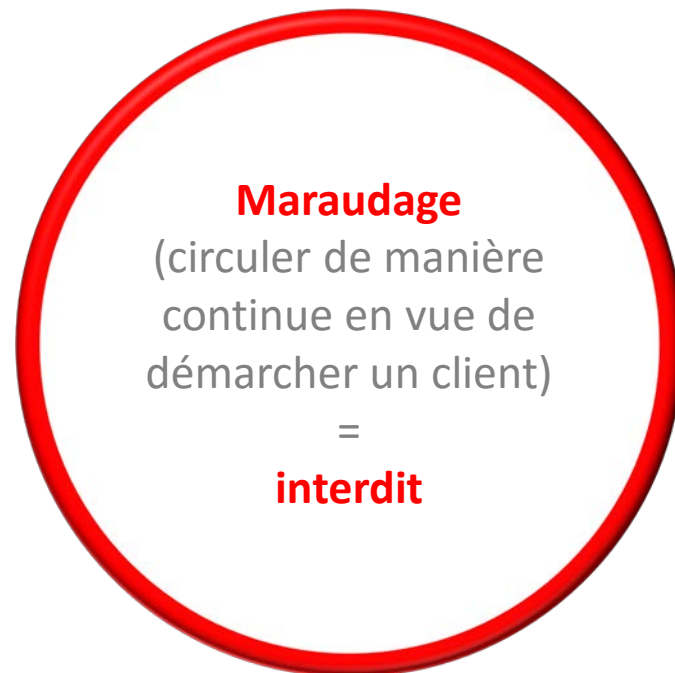 Maraudage
(circuler de manière
continue en vue de
démarcher un client)
=
interdit